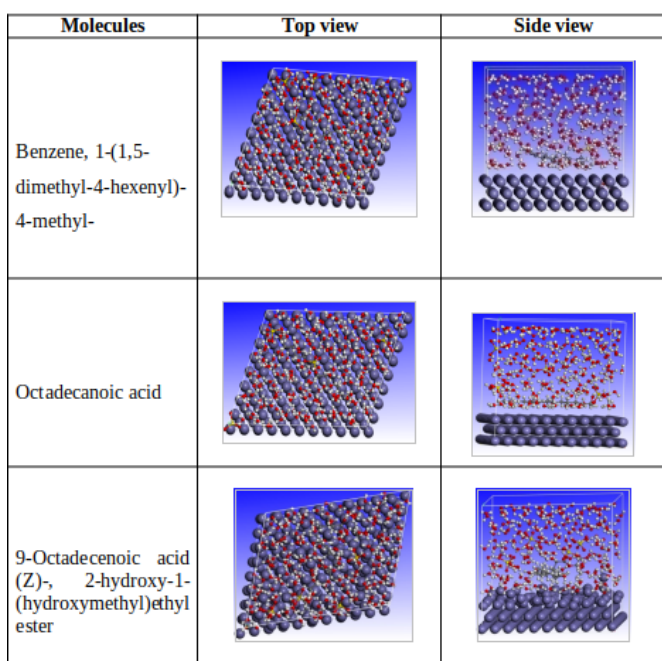 Molecules Top view Side view
Benzene, 1-(1,5-
dimethyl-4-hexenyl)-
4-methyl-
Octadecanoic acid
9-Octadecenoic acid
(Z)-, 2-hydroxy-1-
(hydroxymethyl)ethyl
ester